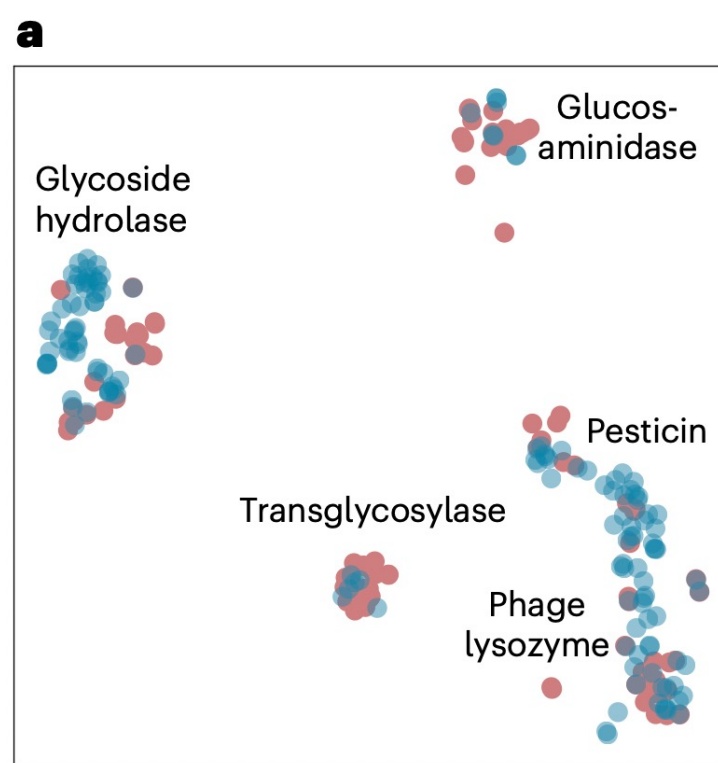 a
Glucos-
aminidase
Glycoside
hydrolase
Pesticin
Transglycosylase
Phage
lysozyme